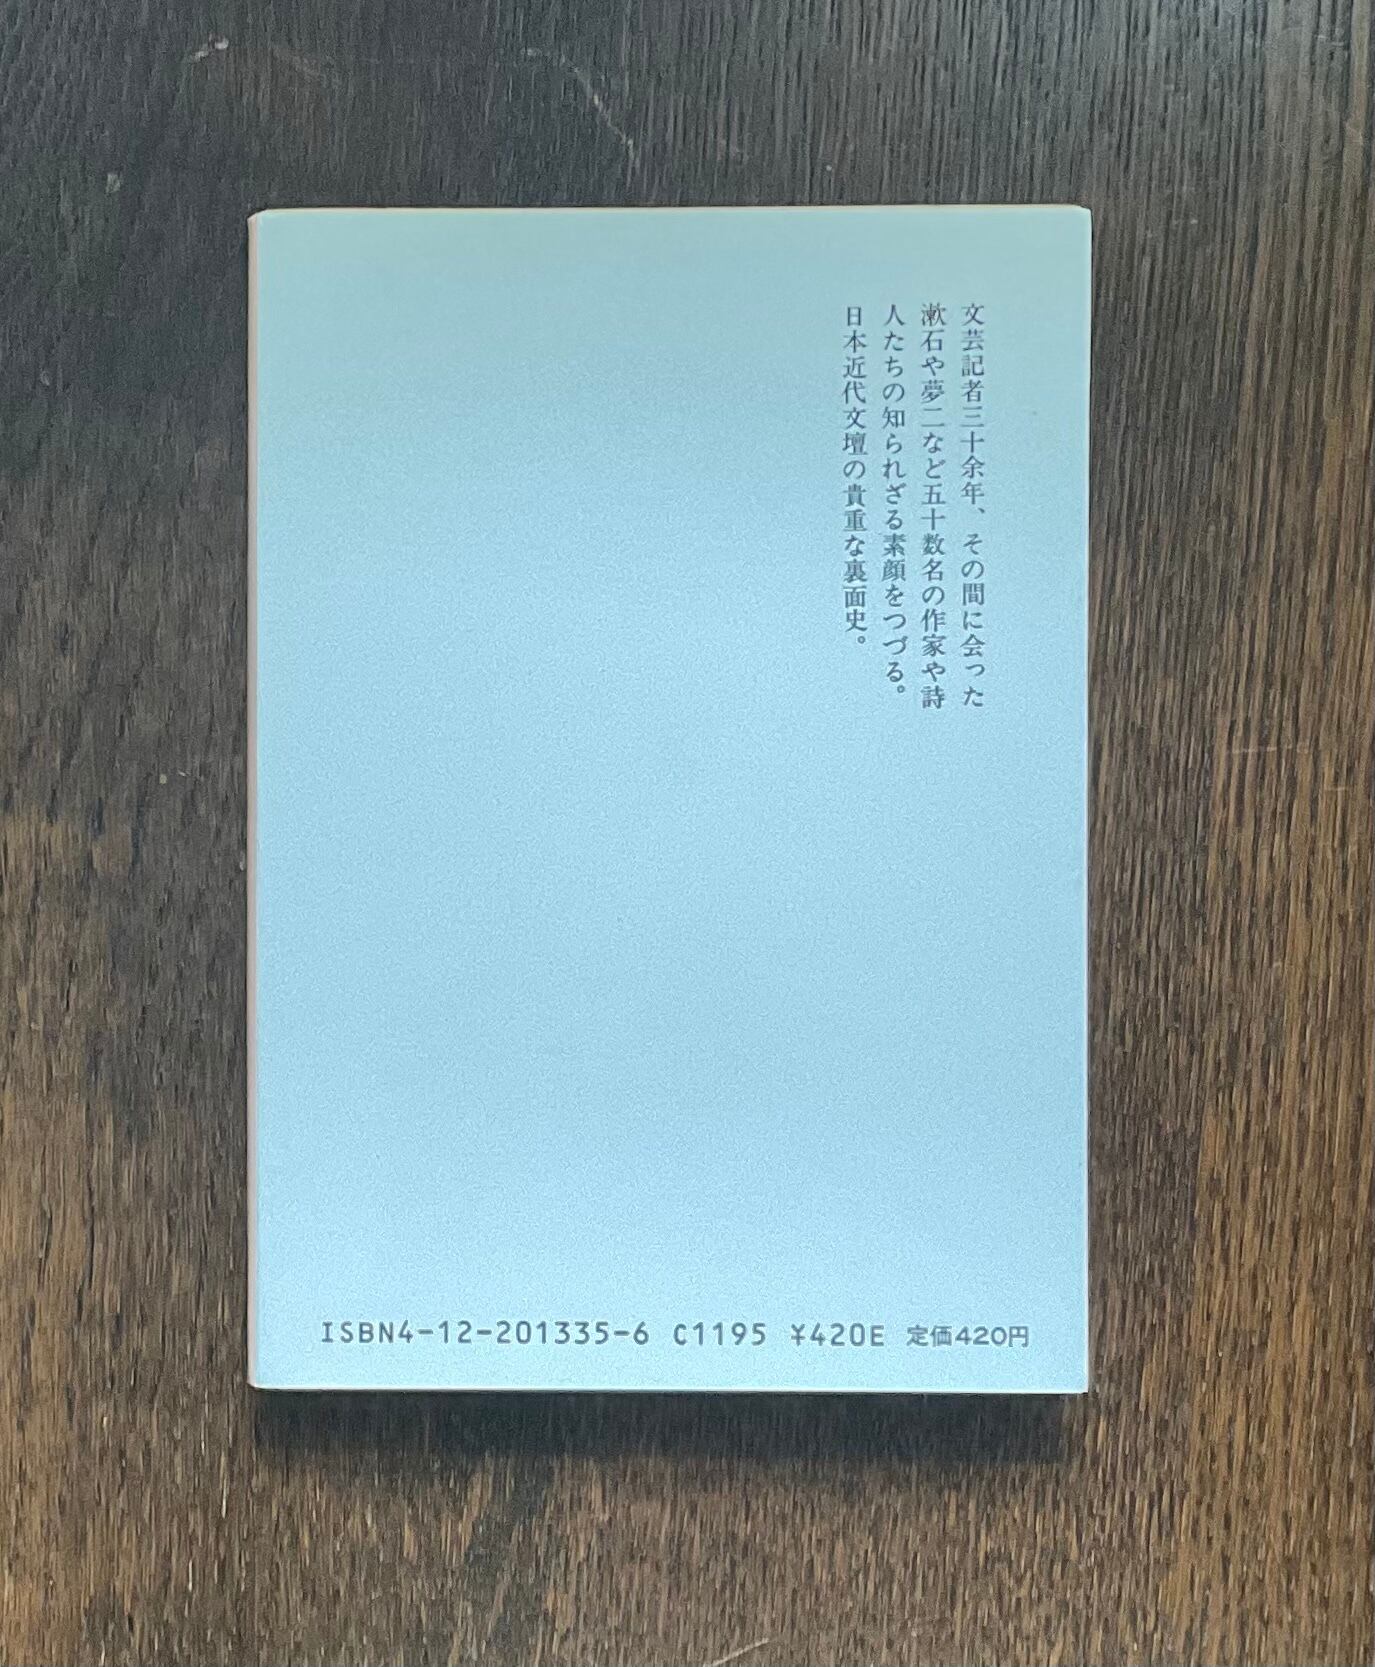 文芸記者三十余年、その間に会った
漱石や夢二など五十数名の作家や詩
人たちの知られざる素顔をつづる。
日本近代文壇の貴重な裏面史。
ISBN4-12-201335-6 C1195 ¥420E 定価420円